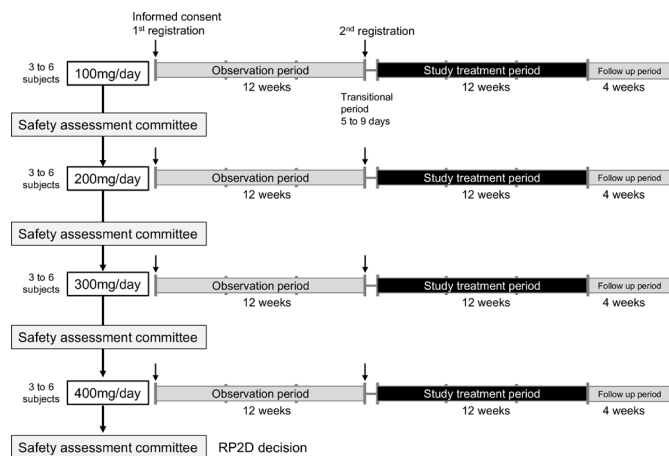 Informed consent
1st registration
2nd registration
3 to 6
subjects
100mg/day
Observation period
Study treatment period
Follow up period
12 weeks
12 weeks
4 weeks
Transitional
period
5 to 9 days
Safety assessment committee
3 to 6
subjects
200mg/day
Observation period
Study treatment period
Follow up period
12 weeks
12 weeks
4 weeks
Safety assessment committee
3 to 6
subjects
300mg/day
Observation period
Study treatment period
Follow up period
12 weeks
12 weeks
4 weeks
Safety assessment committee
3 to 6
subjects
400mg/day
Observation period
Study treatment period
Follow up period
12 weeks
12 weeks
4 weeks
Safety assessment committee
RP2D decision